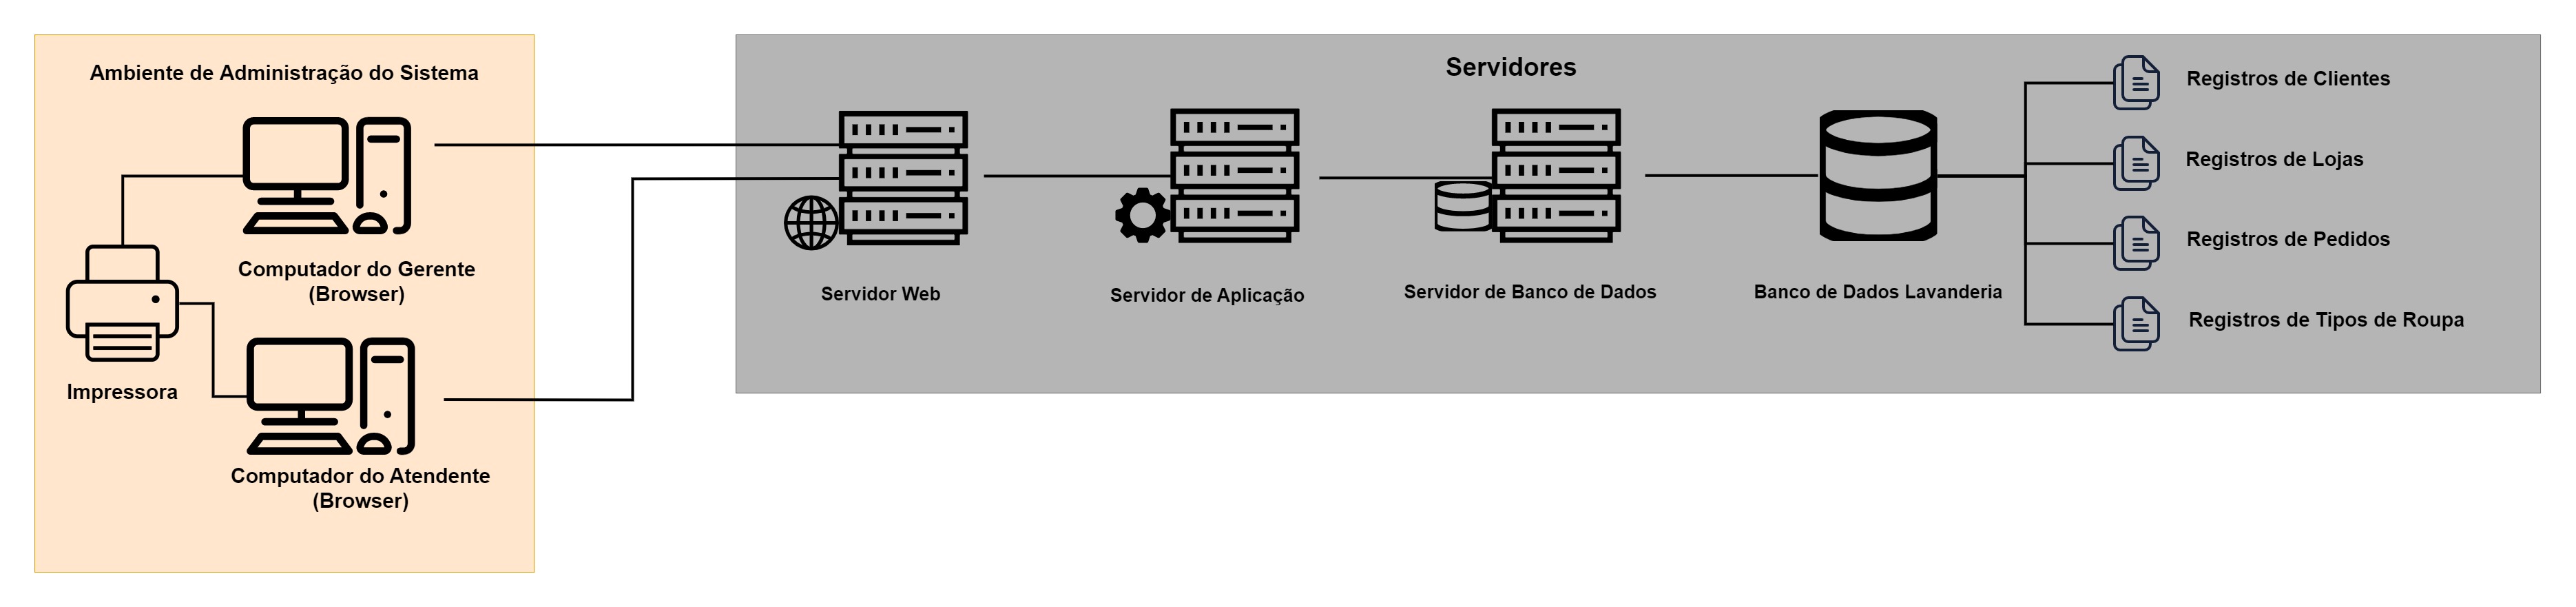 Ambiente de Administração do Sistema
Computador do Gerente
(Browser)
Impressora
Computador do Atendente
(Browser)
Servidores
Servidor Web
Servidor de Aplicação
Servidor de Banco de Dados
Banco de Dados Lavanderia
Registros de Clientes
Registros de Lojas
Registros de Pedidos
Registros de Tipos de Roupa